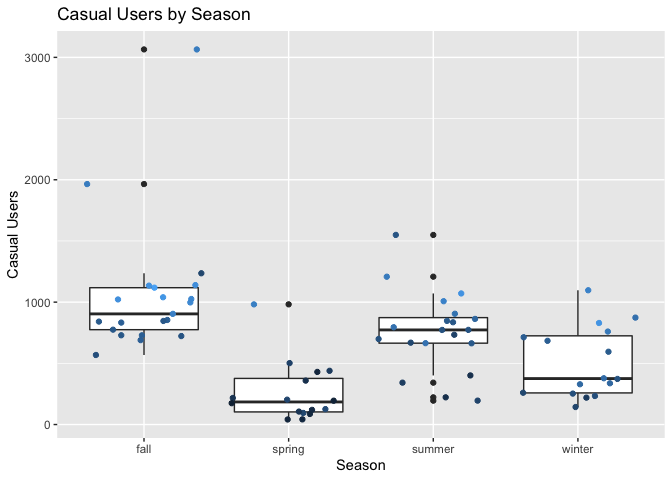 Casual Users by Season
Casual Users
3000
2000
1000
0
fall spring summer winter
Season